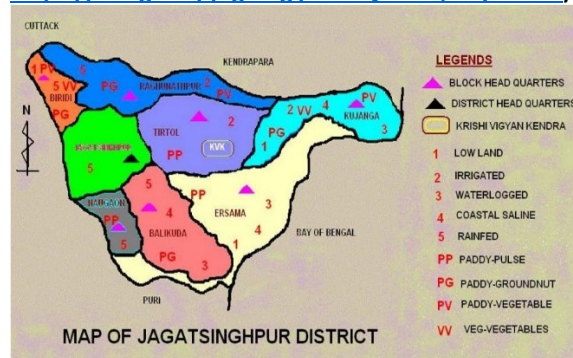 CUTTACK
KENDRAPARA
1 PV
5
5 VV
BIRIDI
PG
PG
RAGHUNATHPUR
2
PV
N
JAGATSINGHPUR
5
TIRTOL
2
PP
KVK
2 VV 4
PV
KUJANGA
PG
1
3
NAUGAON
PP
5
5
4
BALIKUDA
PG
3
PP
ERSAMA
3
4
1
BAY OF BENGAL
PURI
MAP OF JAGATSINGHPUR DISTRICT
LEGENDS
BLOCK HEAD QUARTERS
DISTRICT HEAD QUARTERS
KRISHI VIGYAN KENDRA
1 LOW LAND
2 IRRIGATED
3 WATERLOGGED
4 COASTAL SALINE
5 RAINFED
PP PADDY-PULSE
PG PADDY-GROUNDNUT
PV PADDY-VEGETABLE
VV VEG-VEGETABLES